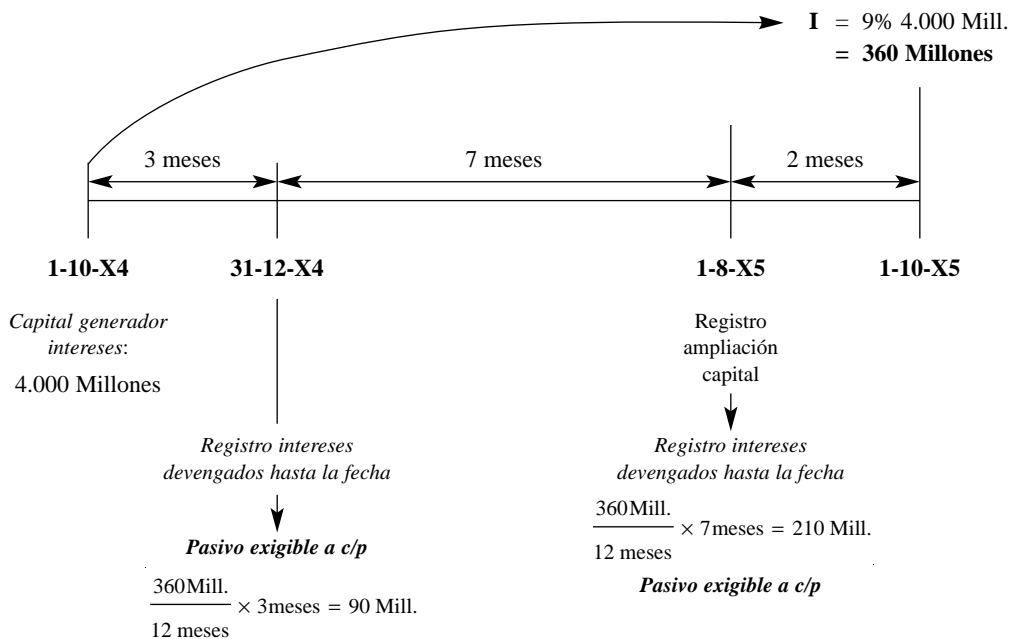 I = 9% 4.000 Mill.
= 360 Millones
3 meses
7 meses
2 meses
1-10-X4
31-12-X4
1-8-X5
1-10-X5
Capital generador
intereses:
4.000 Millones
Registro
ampliación
capital
Registro intereses
devengados hasta la fecha
Pasivo exigible a c/p
360Mill.
12 meses
× 3meses = 90 Mill.
Registro intereses
devengados hasta la fecha
360Mill.
12 meses
× 7meses = 210 Mill.
Pasivo exigible a c/p